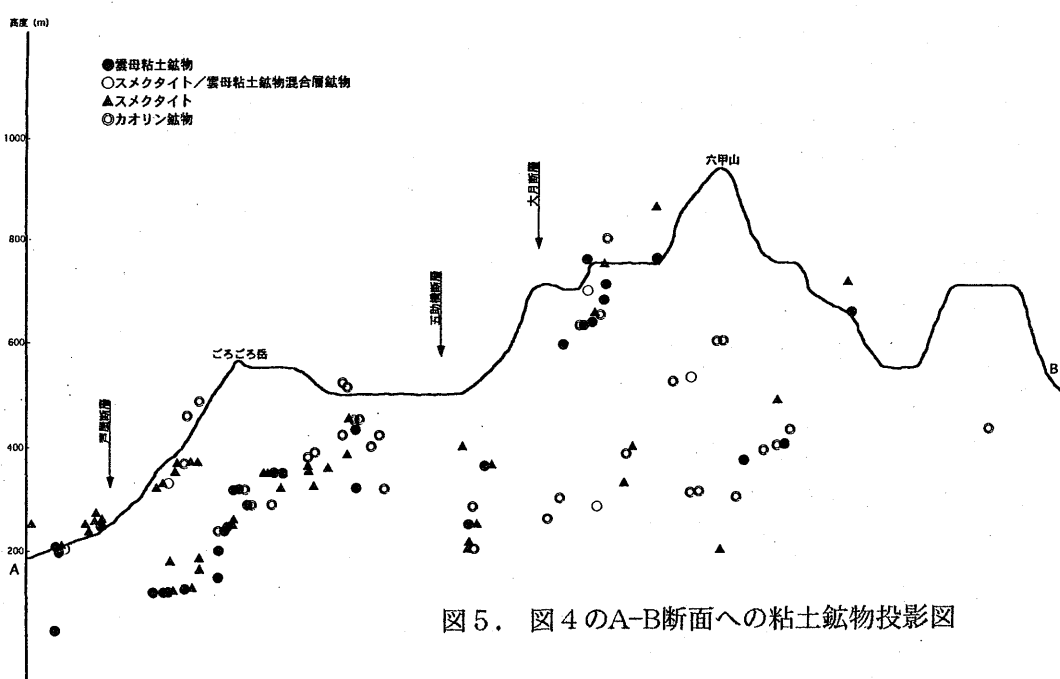 高度 (m)
●雲母粘土鉱物
○スメクタイト/雲母粘土鉱物混合層鉱物
▲スメクタイト
◎カオリン鉱物
1000
六甲山
大月断層
800
五助橋断層
600
ごろごろ岳
B
芦屋断層
400
200
A
図5. 図4のA-B断面への粘土鉱物投影図